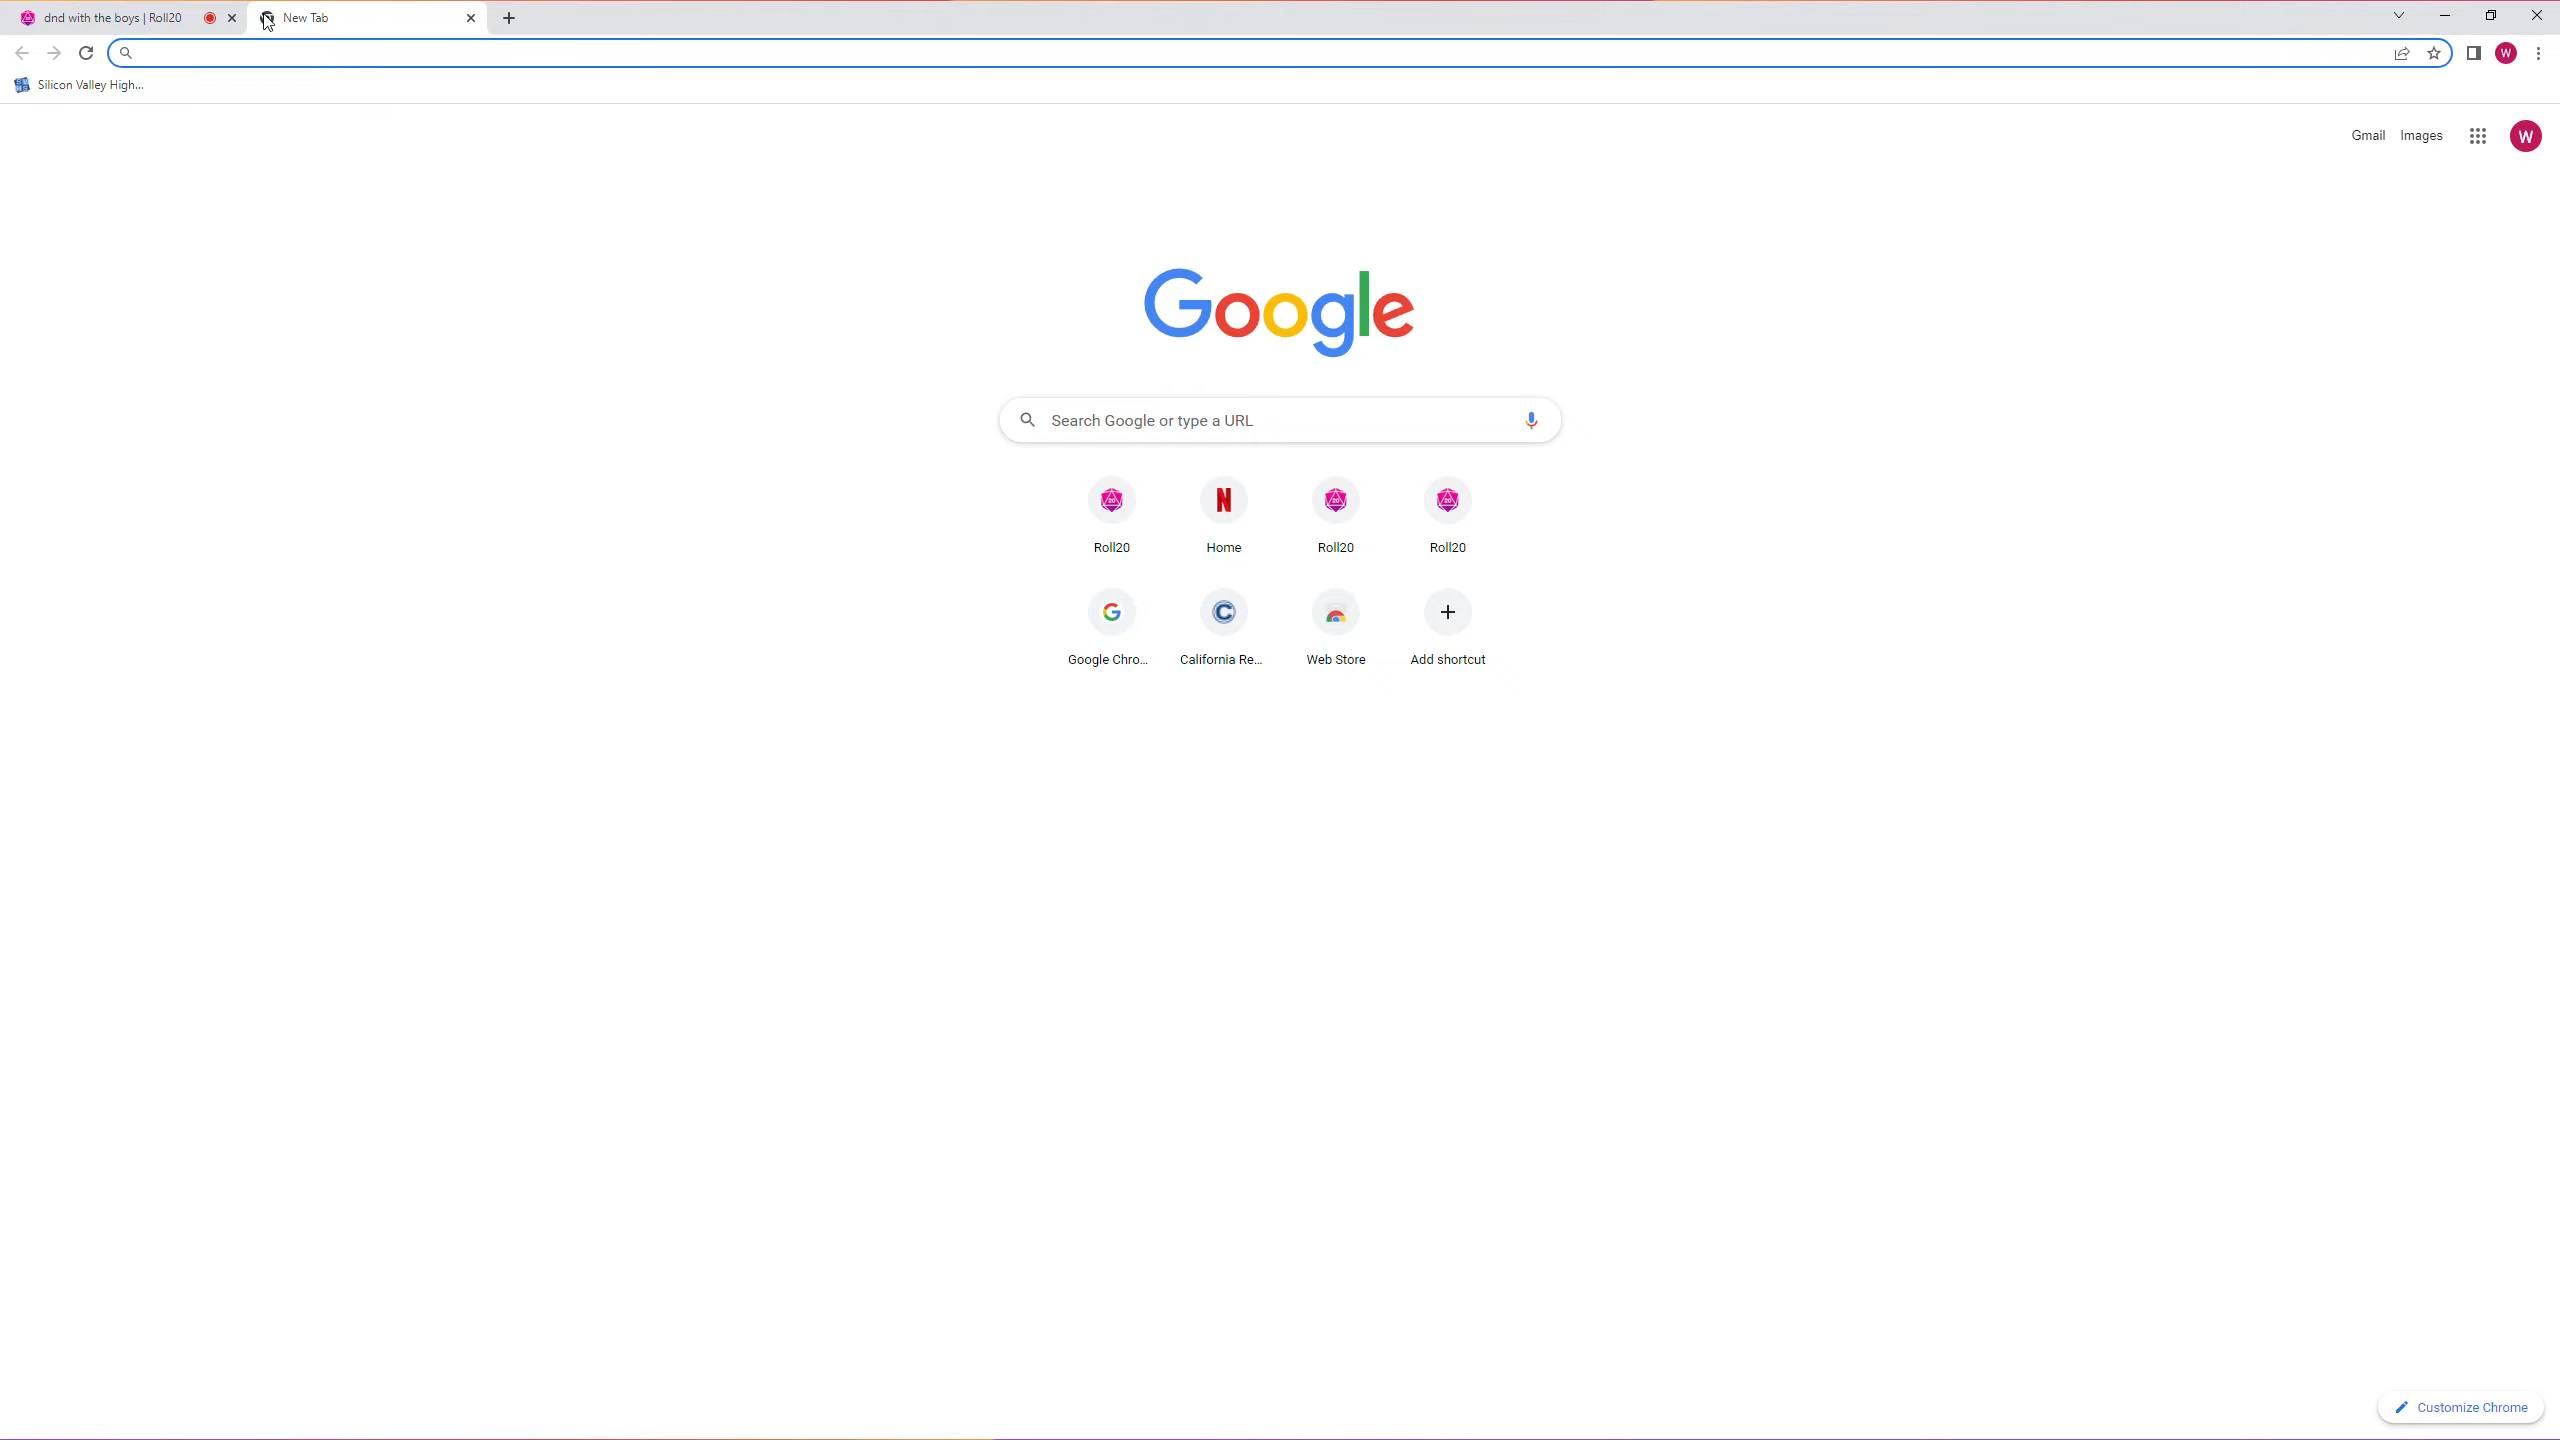 dnd with the boys | Roll20
New Tab
W
Silicon Valley High...
Gmail Images
W
Google
Search Google or type a URL
Roll20 Home Roll20 Roll20
Google Chro... California Re... Web Store Add shortcut
Customize Chrome